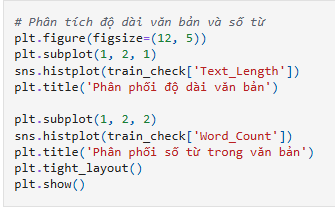 # Phân tích độ dài văn bản và số từ
plt.figure(figsize=(12, 5))
plt.subplot(1, 2, 1)
sns.histplot(train_check['Text_Length'])
plt.title('Phân phối độ dài văn bản')
plt.subplot(1, 2, 2)
sns.histplot(train_check['Word_Count'])
plt.title('Phân phối số từ trong văn bản')
plt.tight_layout()
plt.show()